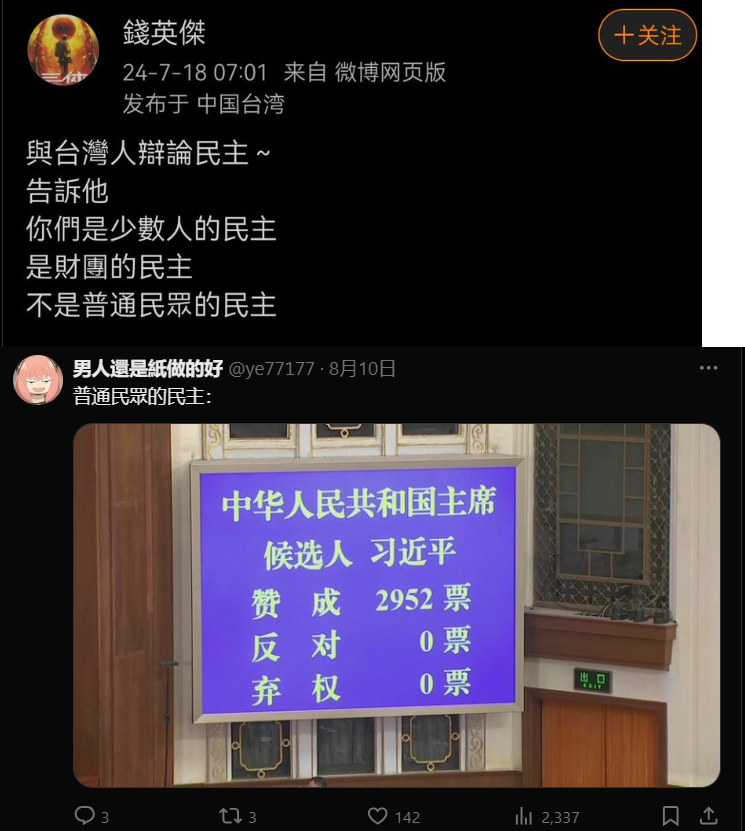 錢英傑
24-7-18 07:01 来自 微博网页版
发布于 中国台湾
十关注
與台灣人辯論民主~
告訴他
你們是少數人的民主
是財團的民主
不是普通民眾的民主
男人還是紙做的好 @ye77177 · 8月10日
普通民眾的民主:
中华人民共和国主席
候选人 习近平
赞 成 2952 票
反 对 0 票
弃 权 0 票
出 口
EXIT
3 3 142 2,337